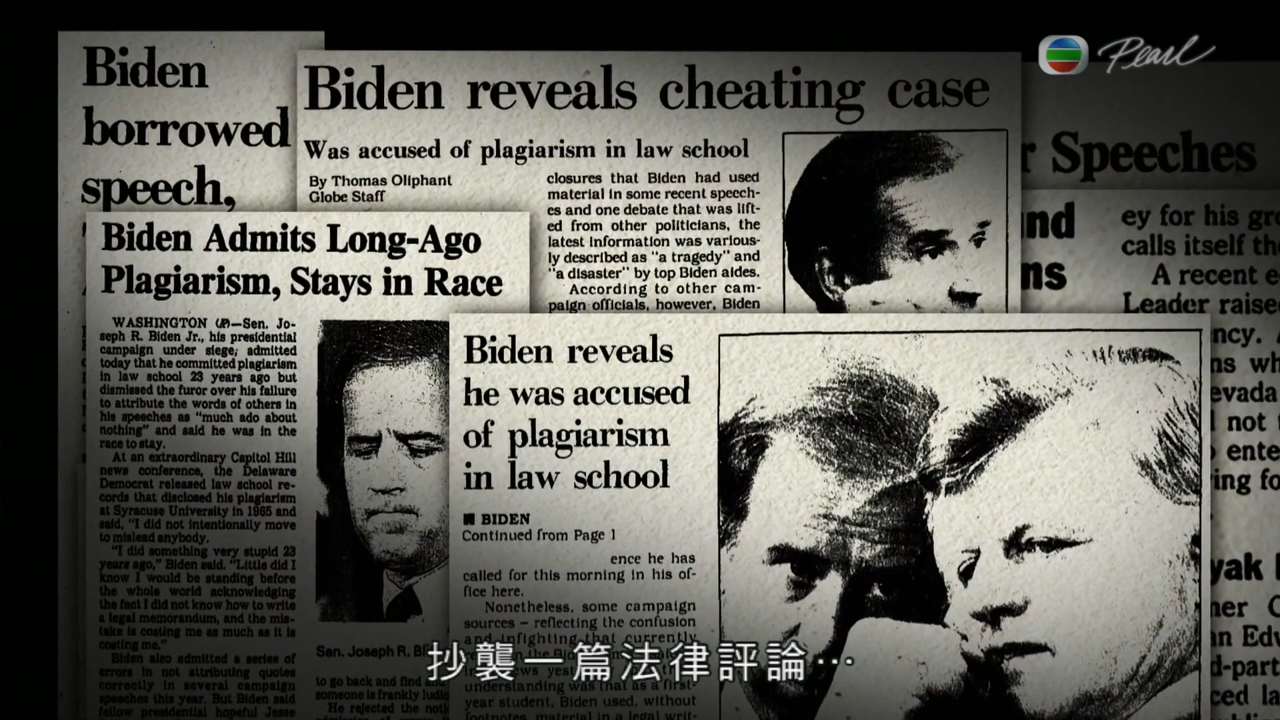 Pearl
Biden
borrowed
speech,
Biden reveals cheating case
Was accused of plagiarism in law school
By Thomas Oliphant
Globe Staff
closures that Biden had used
material in some recent speech-
es and one debate that was lift-
ed from other politicians, the
latest information was various-
ly described as "a tragedy" and
"a disaster" by top Biden aides.
According to other cam-
paign officials, however, Biden
r Speeches
nd
ns
ey for his gr
calls itself th
A recent e
Leader raise
ncy.
ns wh
evada
not
ente
ing fo
yak
ner
an Edw
d-part
ced la
Biden Admits Long-Ago
Plagiarism, Stays in Race
WASHINGTON (AP)—Sen. Jo-
seph R. Biden Jr., his presidential
campaign under siege, admitted
today that he committed plagiarism
in law school 23 years ago but
dismissed the furor over his failure
to attribute the words of others in
his speeches as "much ado about
nothing" and said he was in the
race to stay.
At an extraordinary Capitol Hill
news conference, the Delaware
Democrat released law school re-
cords that disclosed his plagiarism
at Syracuse University in 1965 and
said, "I did not intentionally move
to mislead anybody.
"I did something very stupid 23
years ago," Biden said. "Little did I
know I would be standing before
the whole world acknowledging
the fact I did not know how to write
a legal memorandum, and the mis-
take is costing me as much as it is
costing me."
Biden also admitted a series of
errors in not attributing quotes
correctly in several campaign
speeches this year. But Biden said
fellow presidential hopeful Jesse
Sen. Joseph R. Bi
to go back and find
someone is frankly ludic
He rejected the noti
Biden reveals
he was accused
of plagiarism
in law school
■ BIDEN
Continued from Page 1
ence he has
called for this morning in his of-
fice here.
Nonetheless, some campaign
sources – reflecting the confusion
and infighting that currently
understanding was that as a first-
year student, Biden used, without
footnotes, material in a legal writ-
抄襲一篇法律評論…